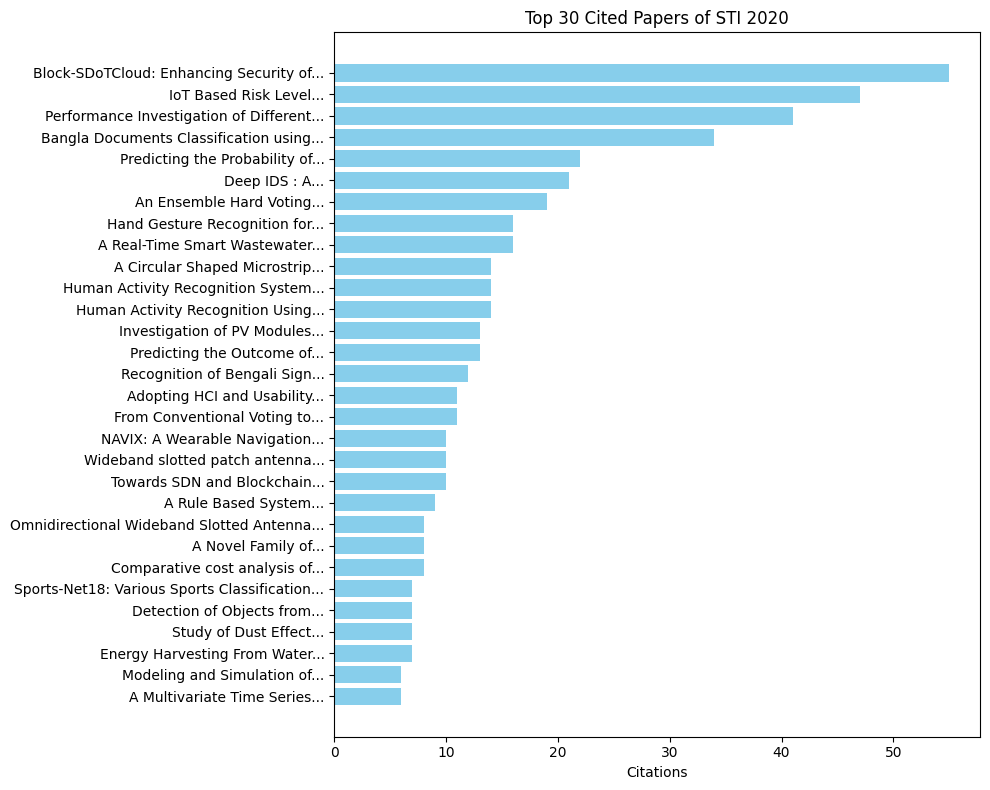 Top 30 Cited Papers of STI 2020
Block-SDoTCloud: Enhancing Security of...
IoT Based Risk Level...
Performance Investigation of Different...
Bangla Documents Classification using...
Predicting the Probability of...
Deep IDS : A...
An Ensemble Hard Voting...
Hand Gesture Recognition for...
A Real-Time Smart Wastewater...
A Circular Shaped Microstrip...
Human Activity Recognition System...
Human Activity Recognition Using...
Investigation of PV Modules...
Predicting the Outcome of...
Recognition of Bengali Sign...
Adopting HCI and Usability...
From Conventional Voting to...
NAVIX: A Wearable Navigation...
Wideband slotted patch antenna...
Towards SDN and Blockchain...
A Rule Based System...
Omnidirectional Wideband Slotted Antenna...
A Novel Family of...
Comparative cost analysis of...
Sports-Net18: Various Sports Classification...
Detection of Objects from...
Study of Dust Effect...
Energy Harvesting From Water...
Modeling and Simulation of...
A Multivariate Time Series...
0 10 20 30 40 50
Citations